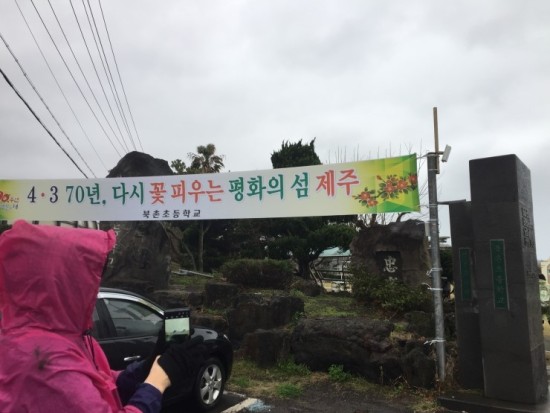 4·3 70년, 다시 꽃 피우는 평화의 섬 제주
북촌초등학교
忠